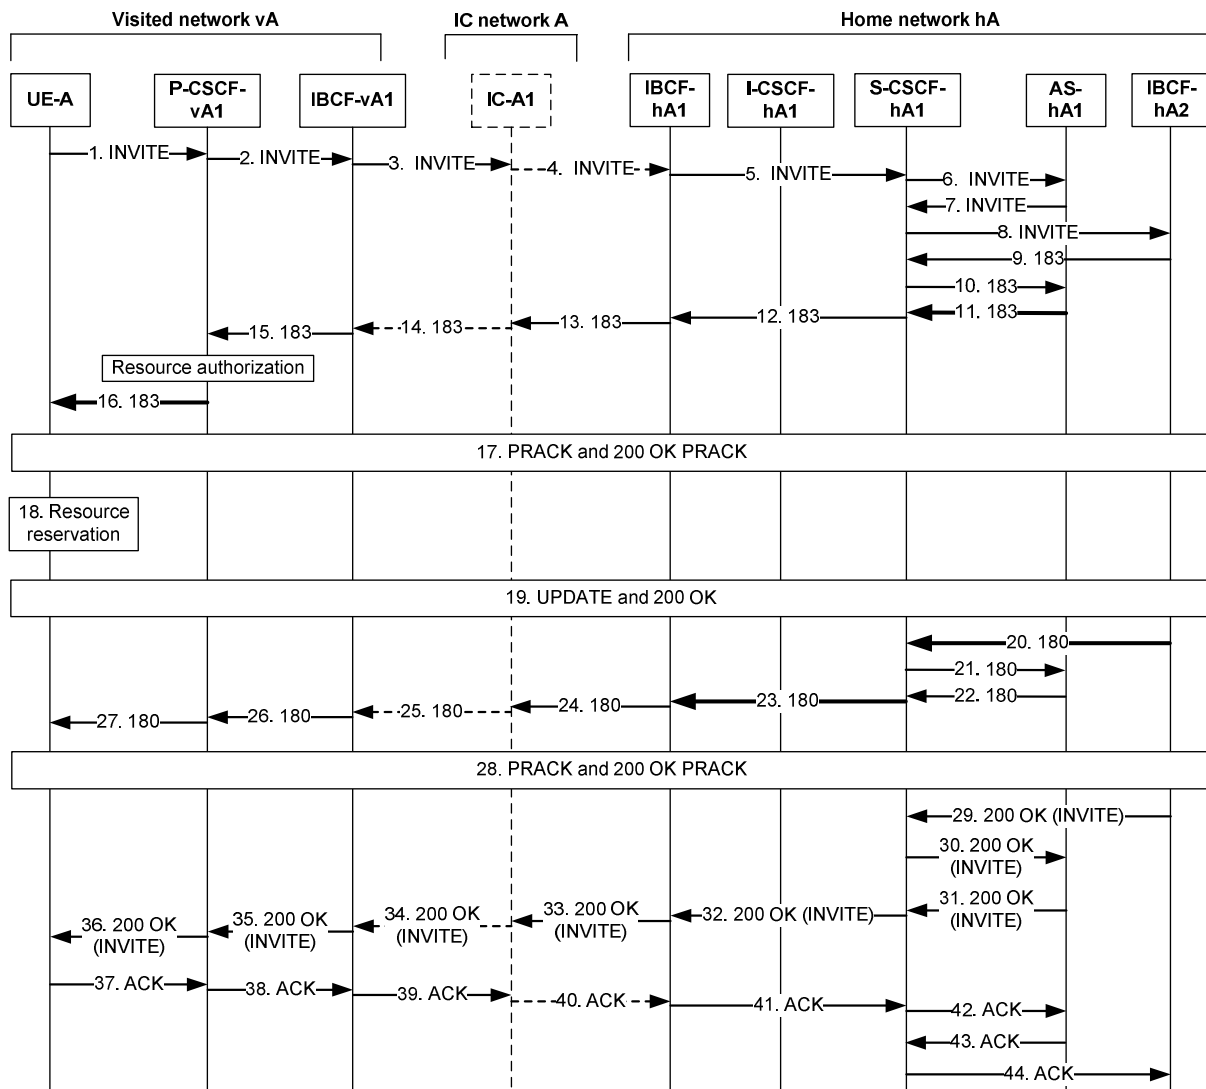 Visited network vA
IC network A
Home network hA
UE-A
P-CSCF-
vA1
IBCF-vA1
IC-A1
IBCF-
hA1
I-CSCF-
hA1
S-CSCF-
hA1
AS-
hA1
IBCF-
hA2
1. INVITE
2. INVITE
3. INVITE
4. INVITE
5. INVITE
6. INVITE
7. INVITE
8. INVITE
9. 183
10. 183
11. 183
12. 183
13. 183
14. 183
15. 183
Resource authorization
16. 183
17. PRACK and 200 OK PRACK
18. Resource
reservation
19. UPDATE and 200 OK
20. 180
21. 180
22. 180
23. 180
24. 180
25. 180
26. 180
27. 180
28. PRACK and 200 OK PRACK
29. 200 OK (INVITE)
30. 200 OK
(INVITE)
31. 200 OK
(INVITE)
32. 200 OK (INVITE)
33. 200 OK
(INVITE)
34. 200 OK
(INVITE)
35. 200 OK
(INVITE)
36. 200 OK
(INVITE)
37. ACK
38. ACK
39. ACK
40. ACK
41. ACK
42. ACK
43. ACK
44. ACK